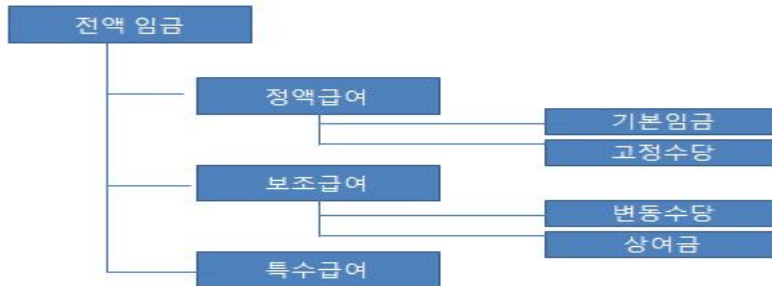 전액 임금
정액급여
기본임금
고정수당
보조급여
변동수당
상여금
특수급여